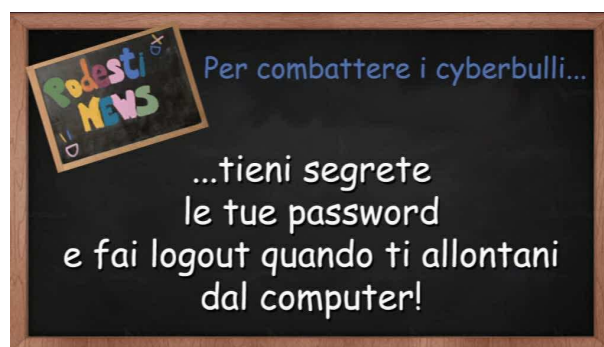 Podesti
NEWS
Per combattere i cyberbulli...
...tieni segrete
le tue password
e fai logout quando ti allontani
dal computer!